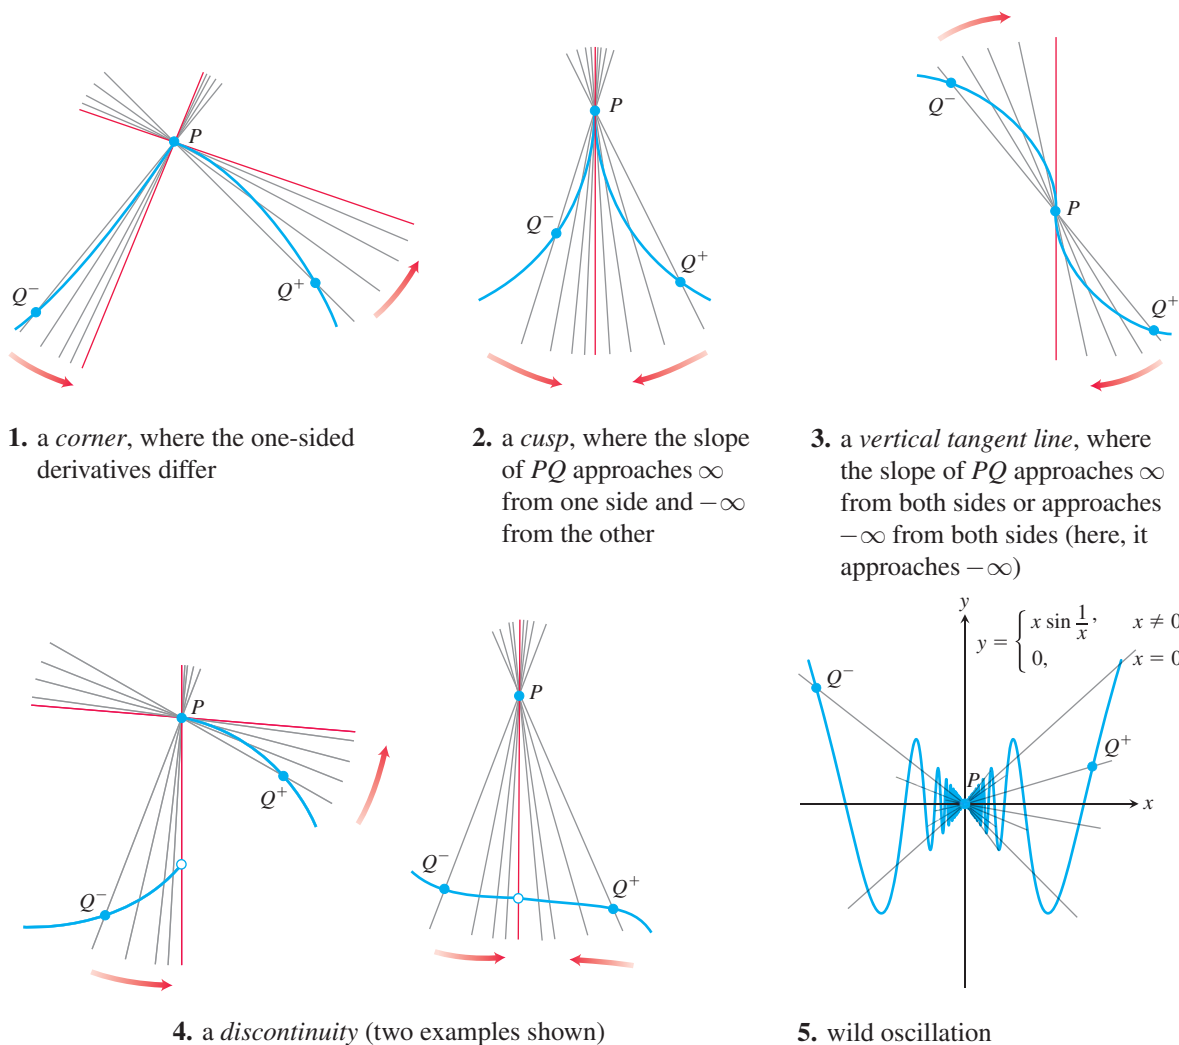 P
Q⁻
Q⁺
P
Q⁻
Q⁺
Q⁻
P
Q⁺
1. a corner, where the one-sided
derivatives differ
2. a cusp, where the slope
of PQ approaches ∞
from one side and −∞
from the other
3. a vertical tangent line, where
the slope of PQ approaches ∞
from both sides or approaches
−∞ from both sides (here, it
approaches −∞)
P
Q⁺
Q⁻
P
Q⁻
Q⁺
y
y = { x sin 1/x, x ≠ 0
0, x = 0
Q⁻
Q⁺
P
x
4. a discontinuity (two examples shown)
5. wild oscillation